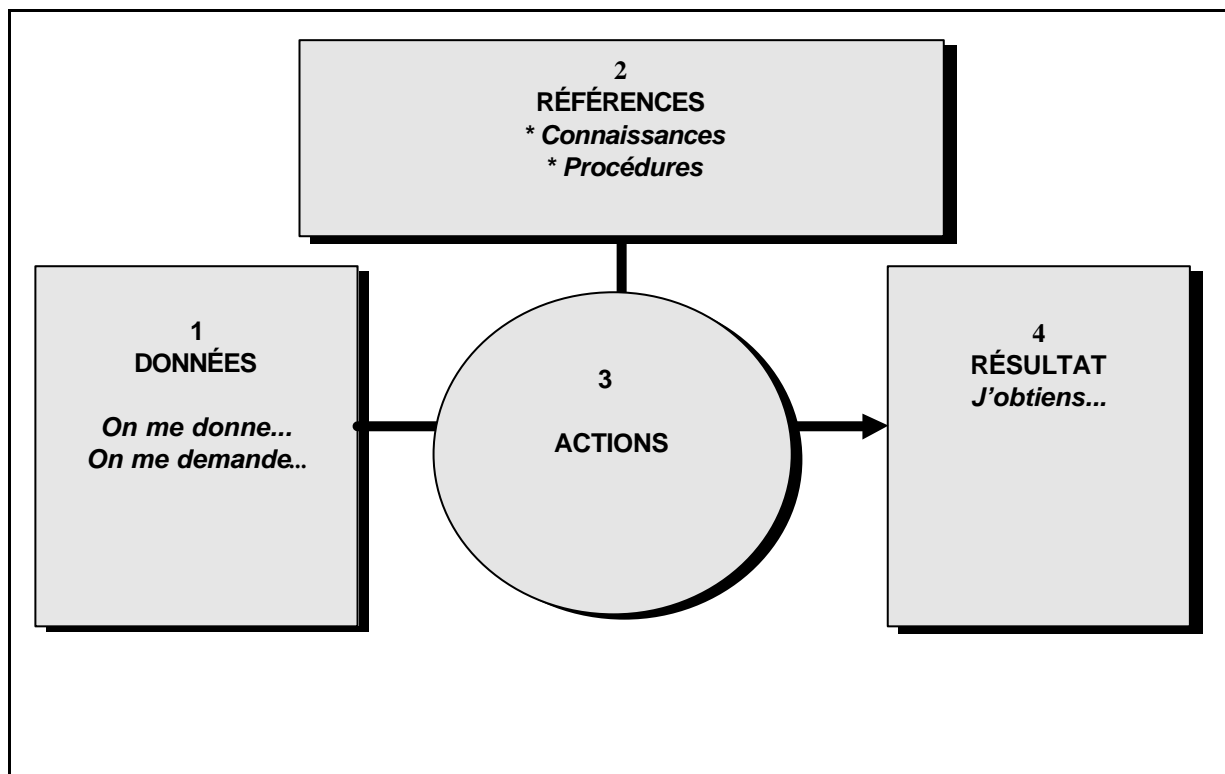 2
RÉFÉRENCES
* Connaissances
* Procédures
1
DONNÉES
On me donne...
On me demande...
3
ACTIONS
4
RÉSULTAT
J'obtiens...